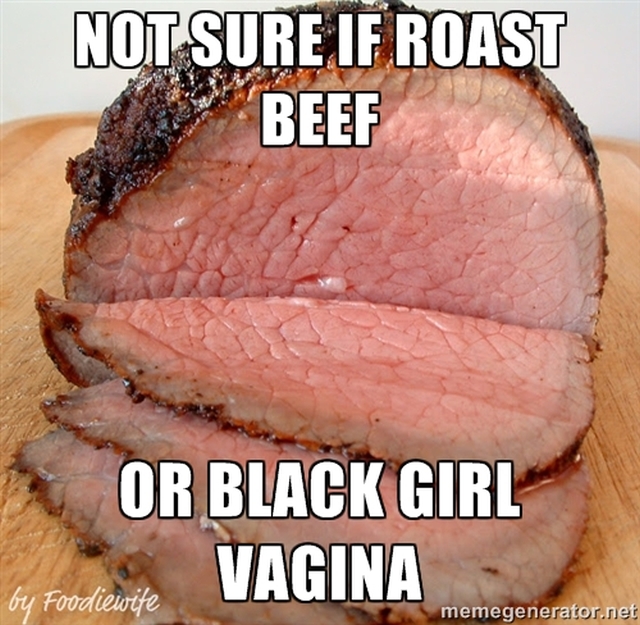 NOT SURE IF ROAST
BEEF
OR BLACK GIRL
VAGINA
by Foodiewife
memegenerator.net